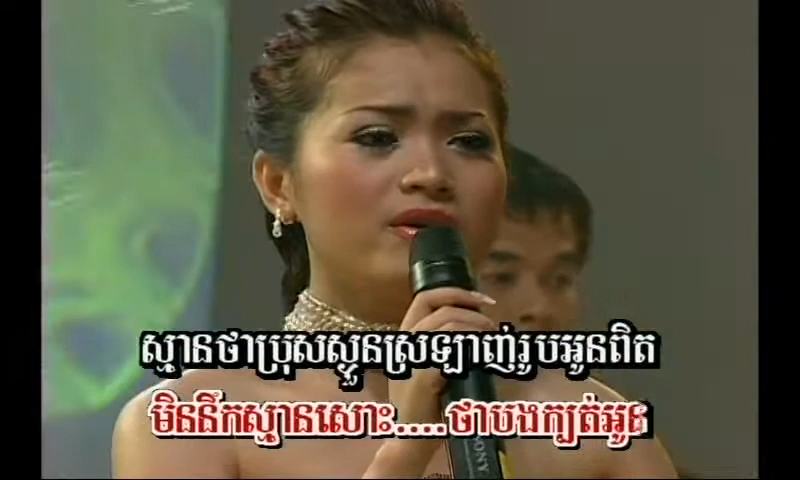 ស្មានថាប្រុសស្ងួនស្រឡាញ់រូបអូនពិត
មិននឹកស្មានសោះ....ថាបងក្បត់អូន